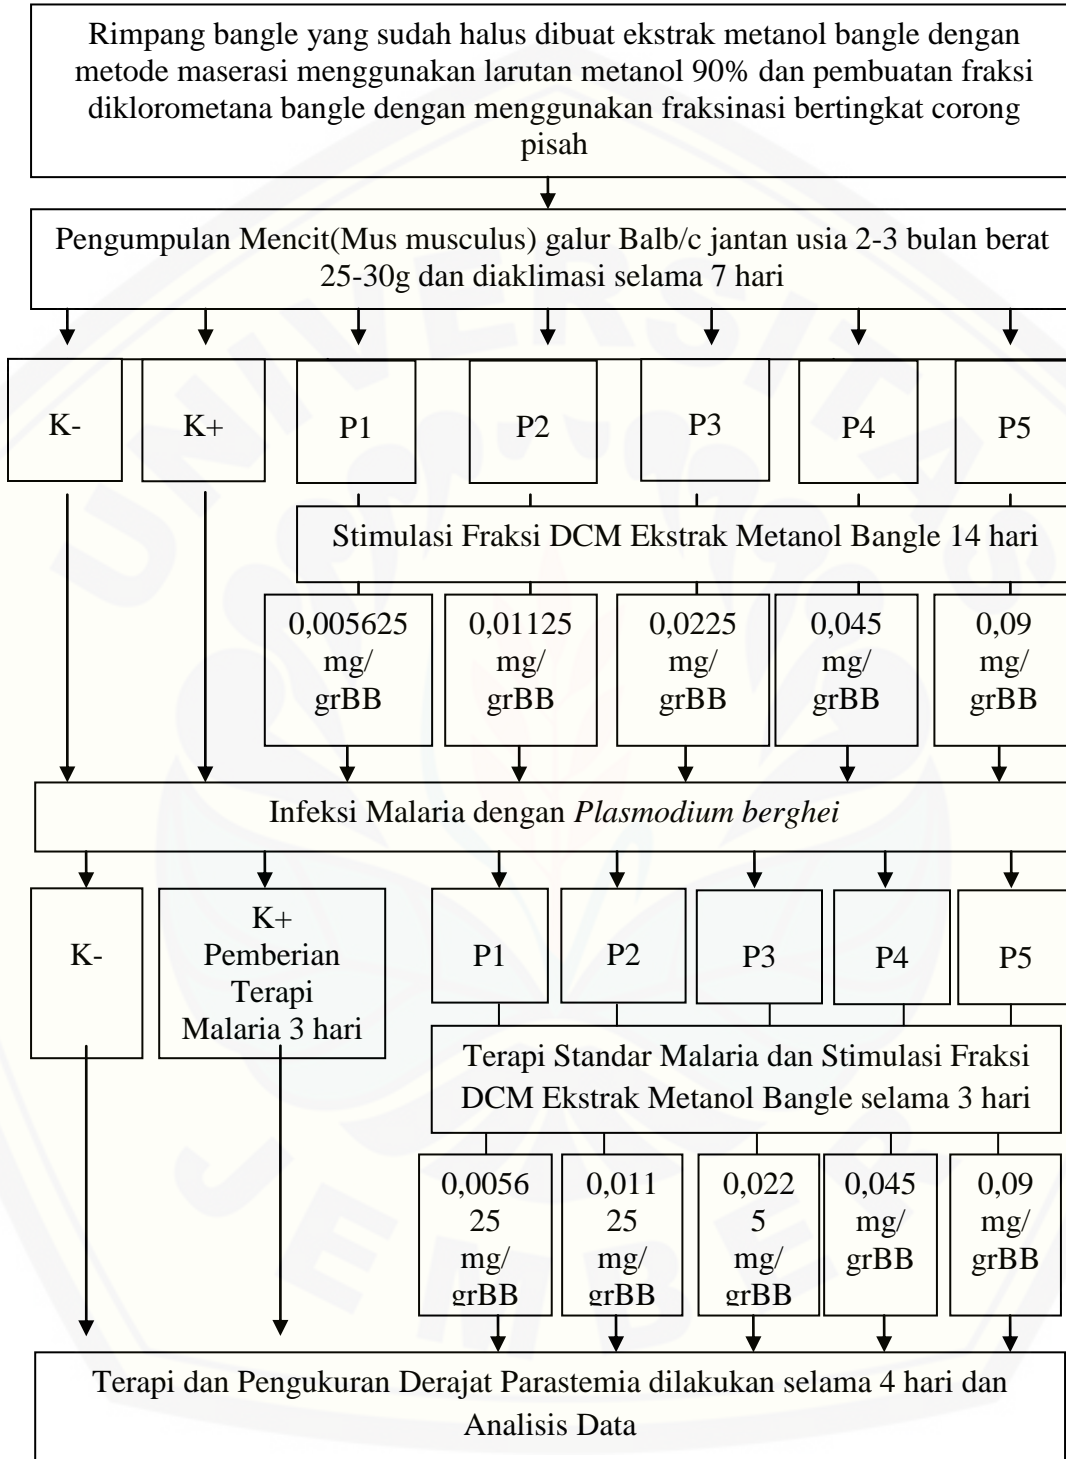 Rimpang bangle yang sudah halus dibuat ekstrak metanol bangle dengan
metode maserasi menggunakan larutan metanol 90% dan pembuatan fraksi
diklorometana bangle dengan menggunakan fraksinasi bertingkat corong
pisah
Pengumpulan Mencit(Mus musculus) galur Balb/c jantan usia 2-3 bulan berat
25-30g dan diaklimasi selama 7 hari
K-
K+
P1
P2
P3
P4
P5
Stimulasi Fraksi DCM Ekstrak Metanol Bangle 14 hari
0,005625
mg/
grBB
0,01125
mg/
grBB
0,0225
mg/
grBB
0,045
mg/
grBB
0,09
mg/
grBB
Infeksi Malaria dengan Plasmodium berghei
K-
K+
Pemberian
Terapi
Malaria 3 hari
P1
P2
P3
P4
P5
Terapi Standar Malaria dan Stimulasi Fraksi
DCM Ekstrak Metanol Bangle selama 3 hari
0,0056
25
mg/
grBB
0,011
25
mg/
grBB
0,022
5
mg/
grBB
0,045
mg/
grBB
0,09
mg/
grBB
Terapi dan Pengukuran Derajat Parastemia dilakukan selama 4 hari dan
Analisis Data
UNIVERSITAS
JEMBER